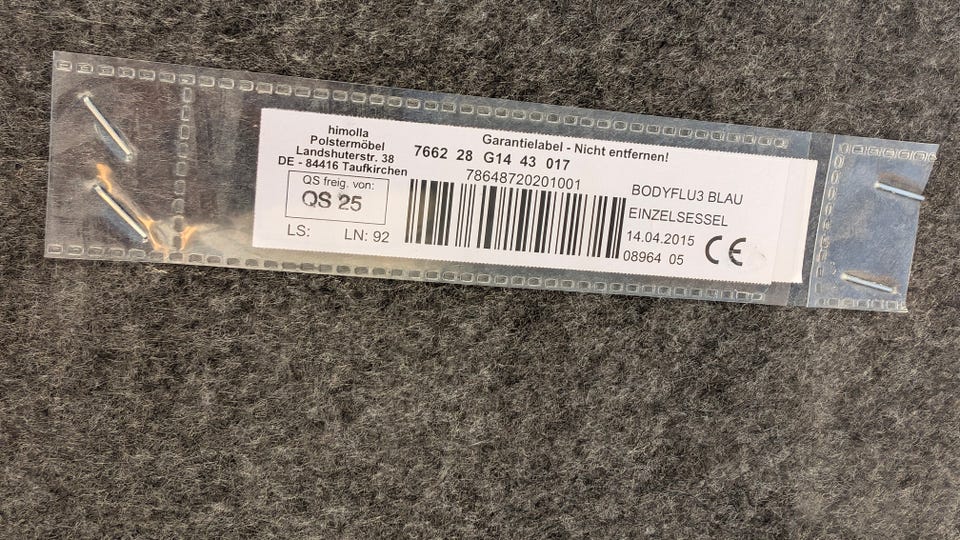 himolla
Polstermöbel
Landshuterstr. 38
DE - 84416 Taufkirchen
QS freig. von:
QS 25
LS: LN: 92
Garantielabel - Nicht entfernen!
7662 28 G14 43 017
78648720201001
BODYFLU3 BLAU
EINZELSESSEL
14.04.2015
08964 05
CE